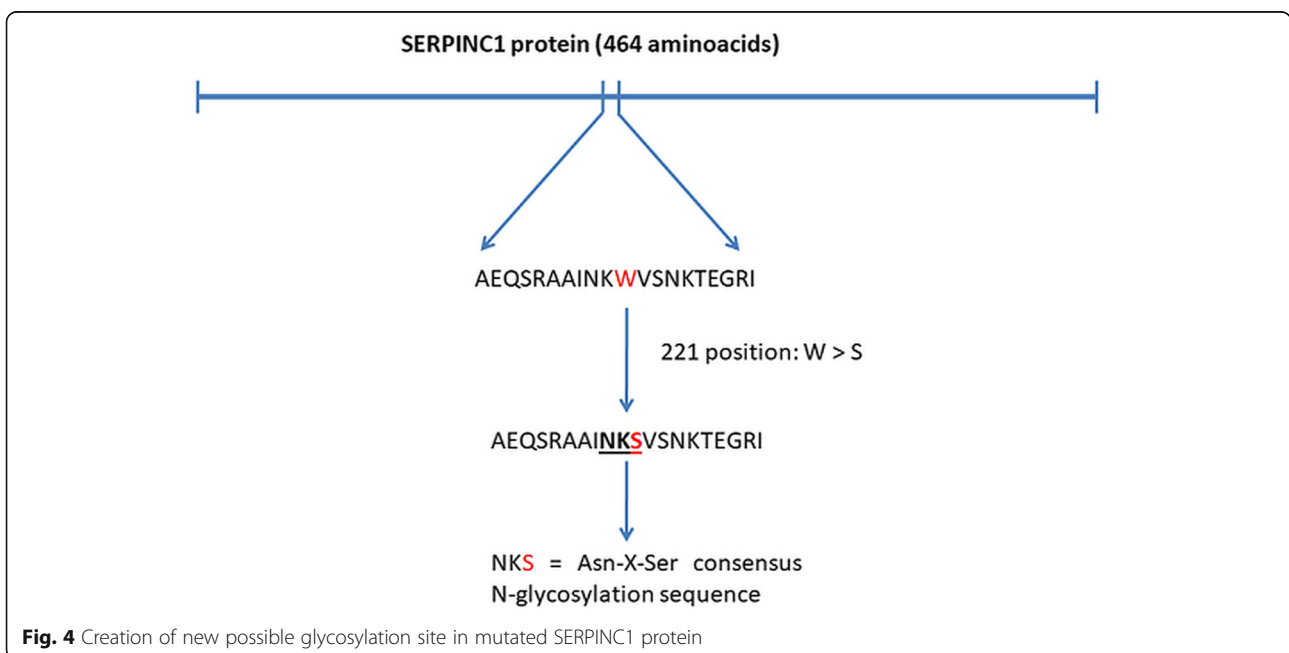 SERPINC1 protein (464 aminoacids)
AEQSRAAINKWVSNKTEGRI
221 position: W > S
AEQSRAAINKSVSNKTEGRI
NKS = Asn-X-Ser consensus
N-glycosylation sequence
Fig. 4 Creation of new possible glycosylation site in mutated SERPINC1 protein